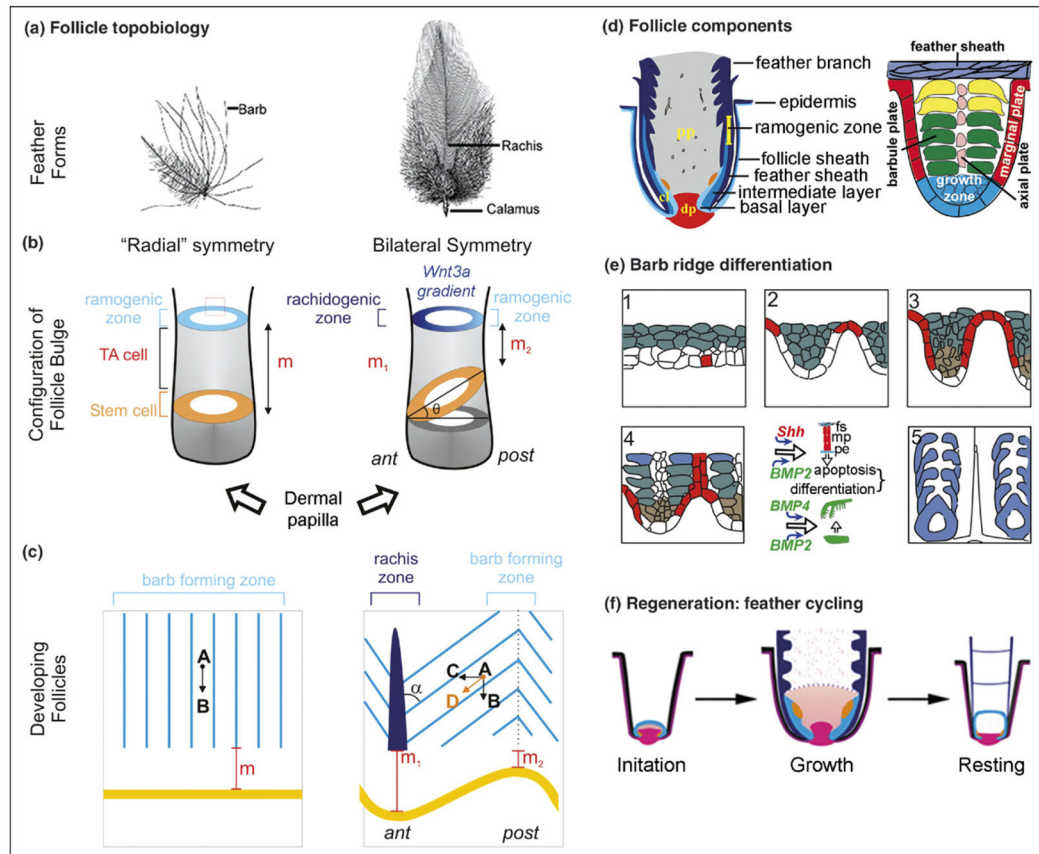 (a) Follicle topobiology
Feather
Forms
Barb
Rachis
Calamus
(b)
"Radial" symmetry
Bilateral Symmetry
Configuration of
Follicle Bulge
ramogenic
zone
TA cell
Stem cell
m
rachidogenic
zone
Wnt3a
gradient
ramogenic
zone
m1
m2
θ
ant
post
Dermal
papilla
(c)
Developing
Follicles
barb forming zone
A
B
m
rachis
zone
barb forming
zone
α
C
A
D
B
m1
m2
ant
post
(d) Follicle components
feather branch
epidermis
ramogenic zone
follicle sheath
feather sheath
intermediate layer
basal layer
pp
cl
dp
feather sheath
barbule plate
marginal plate
axial plate
growth
zone
(e) Barb ridge differentiation
1
2
3
4
Shh
BMP2
fs
mp
pe
apoptosis
differentiation
BMP4
BMP2
5
(f) Regeneration: feather cycling
Initation
Growth
Resting